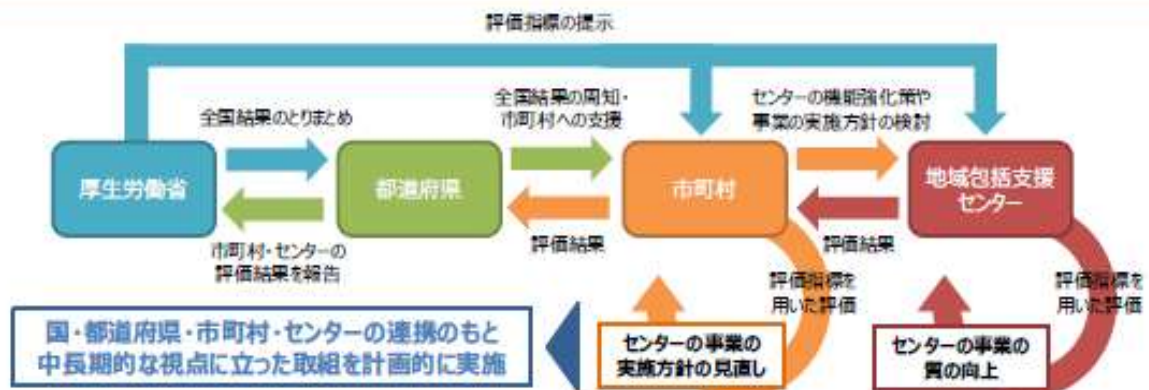 評価指標の提示
全国結果のとりまとめ
全国結果の周知・
市町村への支援
センターの機能強化策や
事業の実施方針の検討
厚生労働省
都道府県
市町村
地域包括支援
センター
市町村・センターの
評価結果を報告
評価結果
評価結果
評価指標を
用いた評価
評価指標を
用いた評価
国・都道府県・市町村・センターの連携のもと
中長期的な視点に立った取組を計画的に実施
センターの事業の
実施方針の見直し
センターの事業の
質の向上